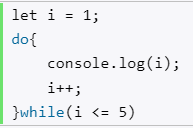 let i = 1;
do{
    console.log(i);
    i++;
}while(i <= 5)